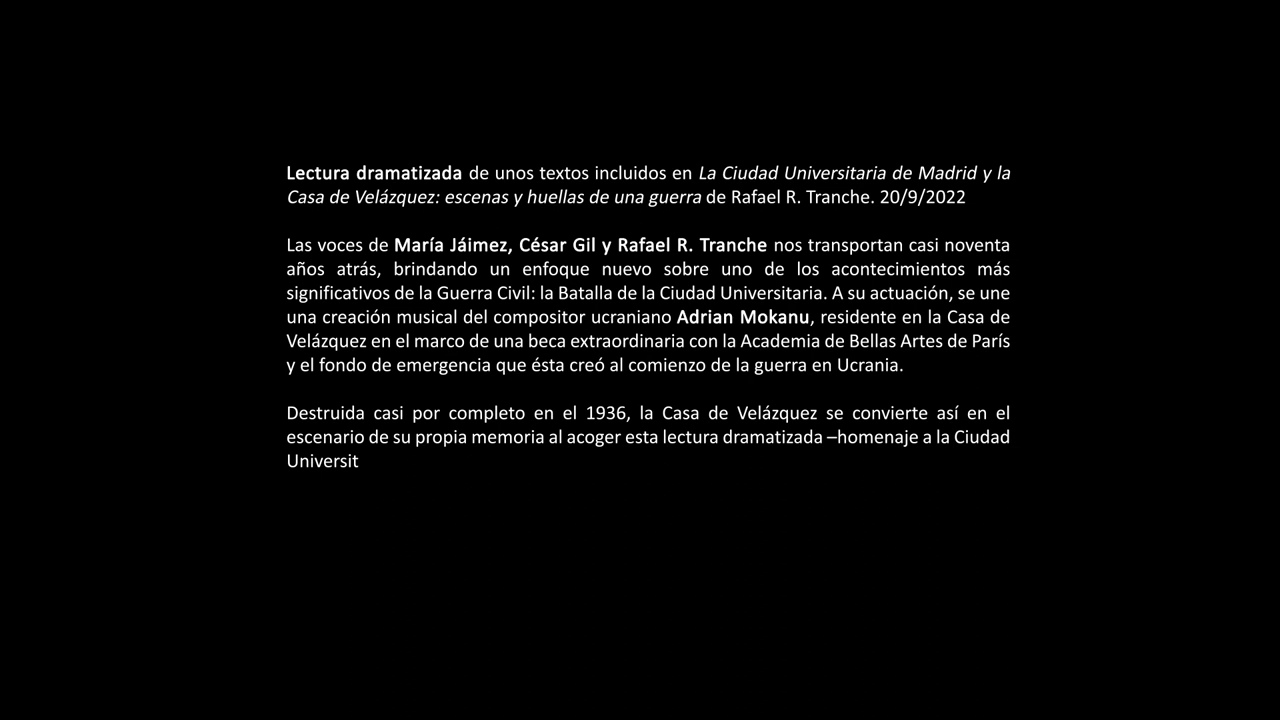 Lectura dramatizada de unos textos incluidos en La Ciudad Universitaria de Madrid y la
Casa de Velázquez: escenas y huellas de una guerra de Rafael R. Tranche. 20/9/2022
Las voces de María Jáimez, César Gil y Rafael R. Tranche nos transportan casi noventa
años atrás, brindando un enfoque nuevo sobre uno de los acontecimientos más
significativos de la Guerra Civil: la Batalla de la Ciudad Universitaria. A su actuación, se une
una creación musical del compositor ucraniano Adrian Mokanu, residente en la Casa de
Velázquez en el marco de una beca extraordinaria con la Academia de Bellas Artes de París
y el fondo de emergencia que ésta creó al comienzo de la guerra en Ucrania.
Destruida casi por completo en el 1936, la Casa de Velázquez se convierte así en el
escenario de su propia memoria al acoger esta lectura dramatizada –homenaje a la Ciudad
Universit